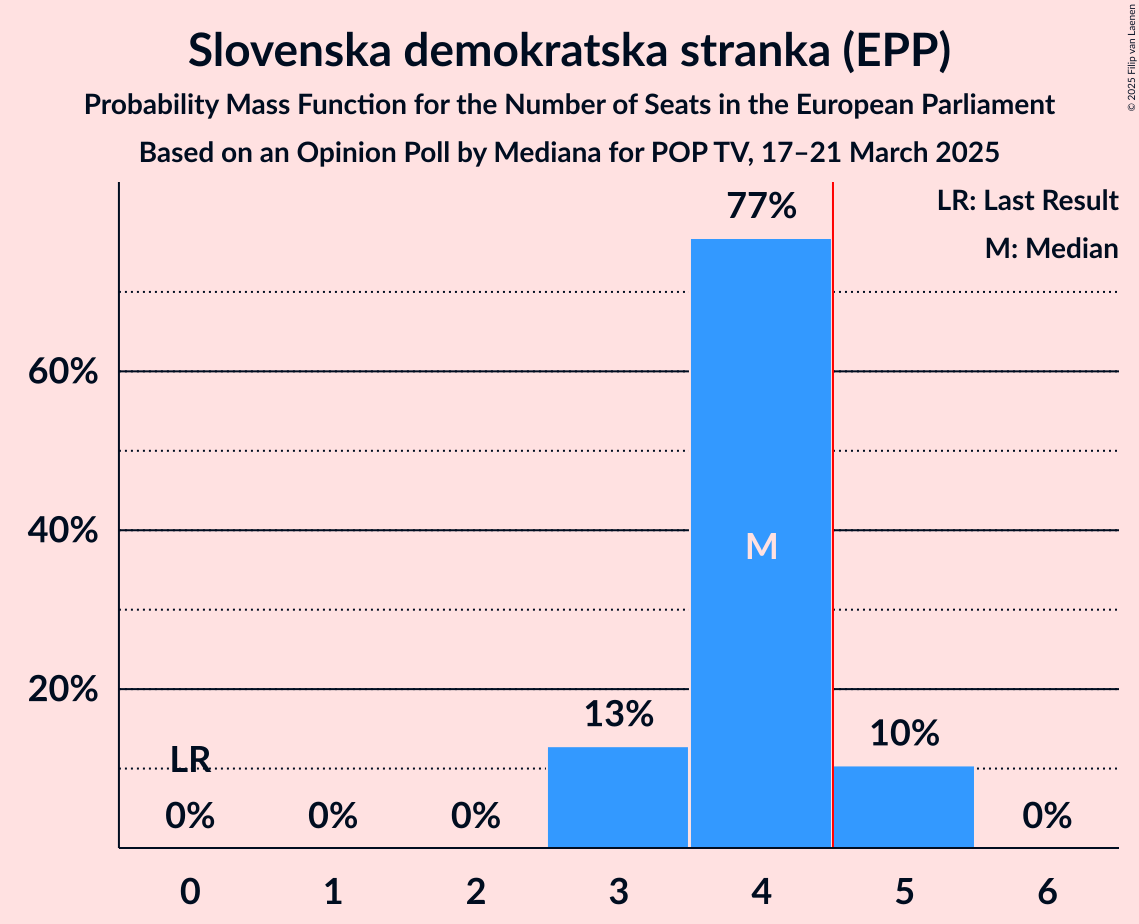 Slovenska demokratska stranka (EPP)
Probability Mass Function for the Number of Seats in the European Parliament
Based on an Opinion Poll by Mediana for POP TV, 17–21 March 2025
© 2025 Filip van Laenen
LR: Last Result
M: Median
77%
60%
40%
M
20%
13%
10%
LR
0%
0%
0%
0%
0
1
2
3
4
5
6